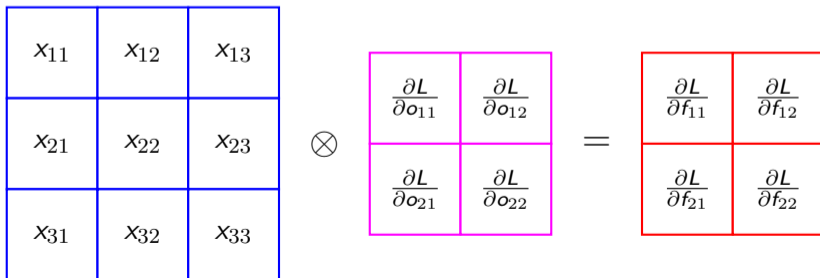 x₁₁ x₁₂ x₁₃
∂L/∂o₁₁ ∂L/∂o₁₂ ∂L/∂f₁₁ ∂L/∂f₁₂
x₂₁ x₂₂ x₂₃ ⊗ =
∂L/∂o₂₁ ∂L/∂o₂₂ ∂L/∂f₂₁ ∂L/∂f₂₂
x₃₁ x₃₂ x₃₃